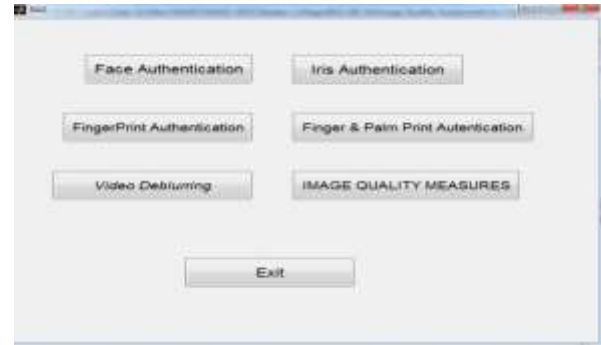 Face Authentication Iris Authentication
FingerPrint Authentication Finger & Palm Print Autentication
Video Deblurring IMAGE QUALITY MEASURES
Exit